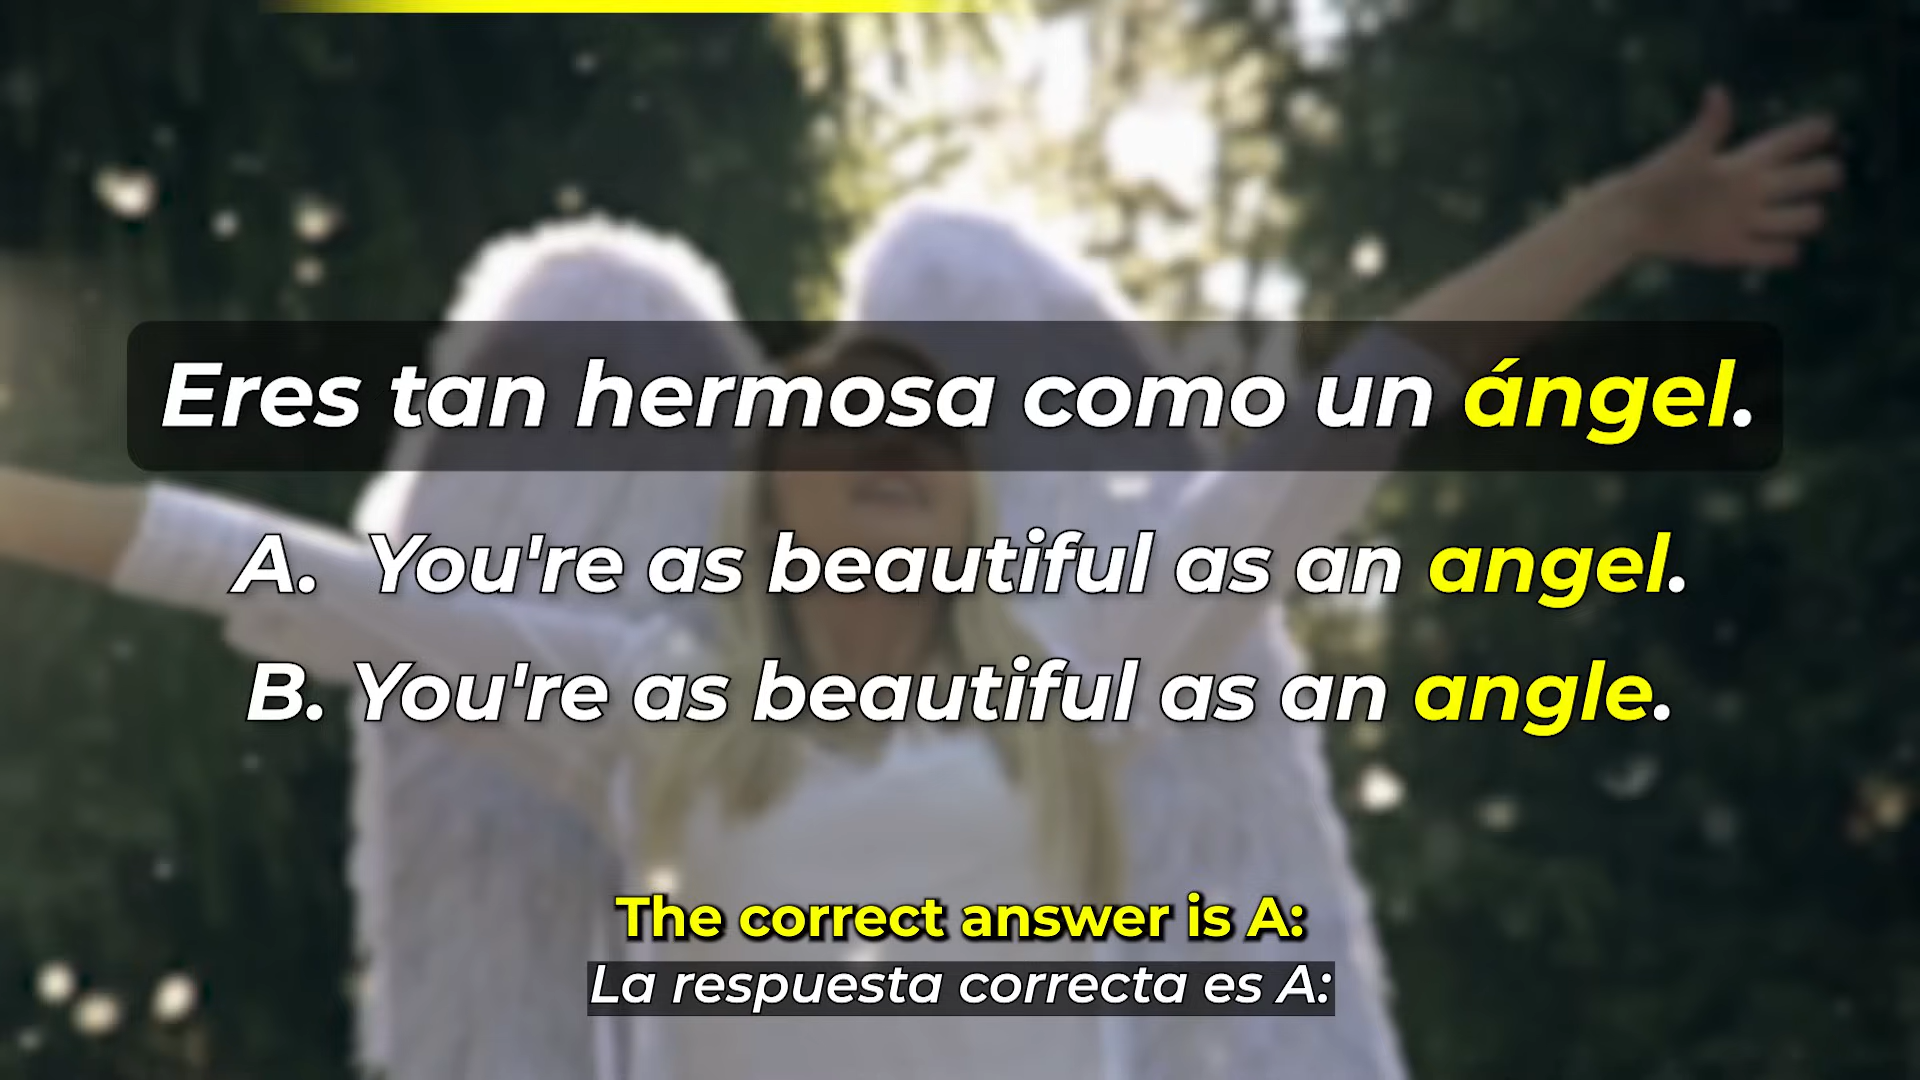 Eres tan hermosa como un ángel.
A. You're as beautiful as an angel.
B. You're as beautiful as an angle.
The correct answer is A:
La respuesta correcta es A: